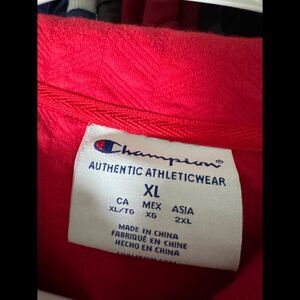 Champion
AUTHENTIC ATHLETICWEAR
XL
CA MEX ASIA
XL/TG XG 2XL
MADE IN CHINA
FABRIQUÉ EN CHINE
HECHO EN CHINA